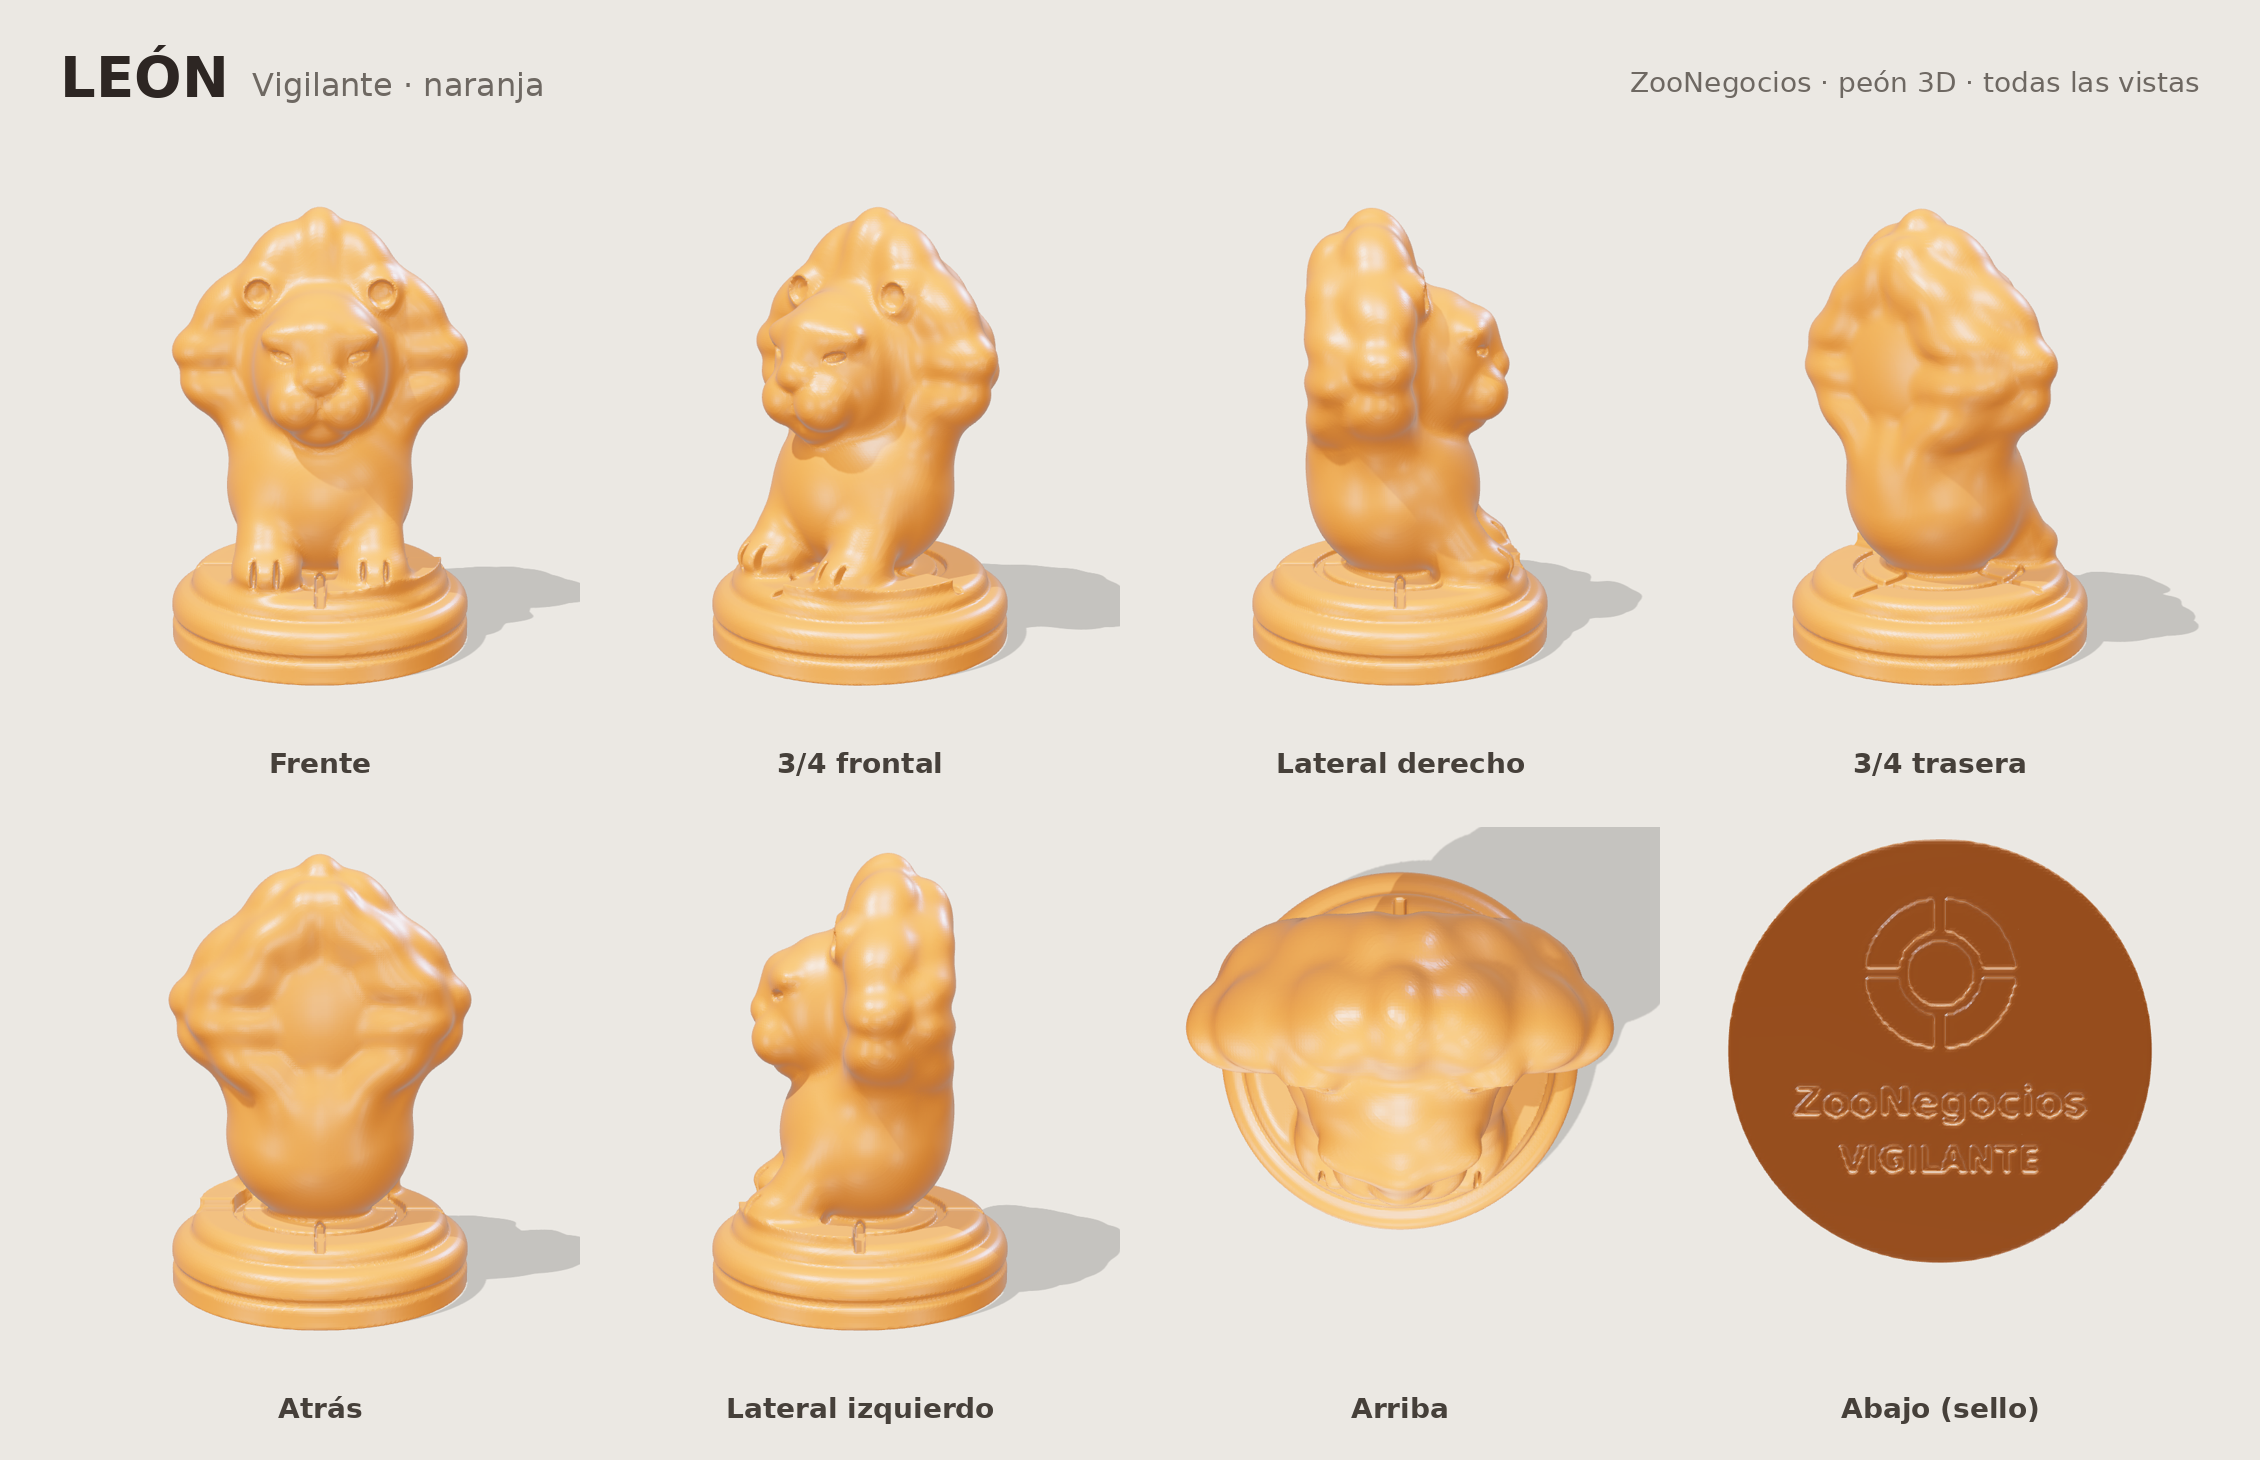 LEÓN Vigilante · naranja
ZooNegocios · peón 3D · todas las vistas
Frente
3/4 frontal
Lateral derecho
3/4 trasera
ZooNegocios
VIGILANTE
Atrás
Lateral izquierdo
Arriba
Abajo (sello)